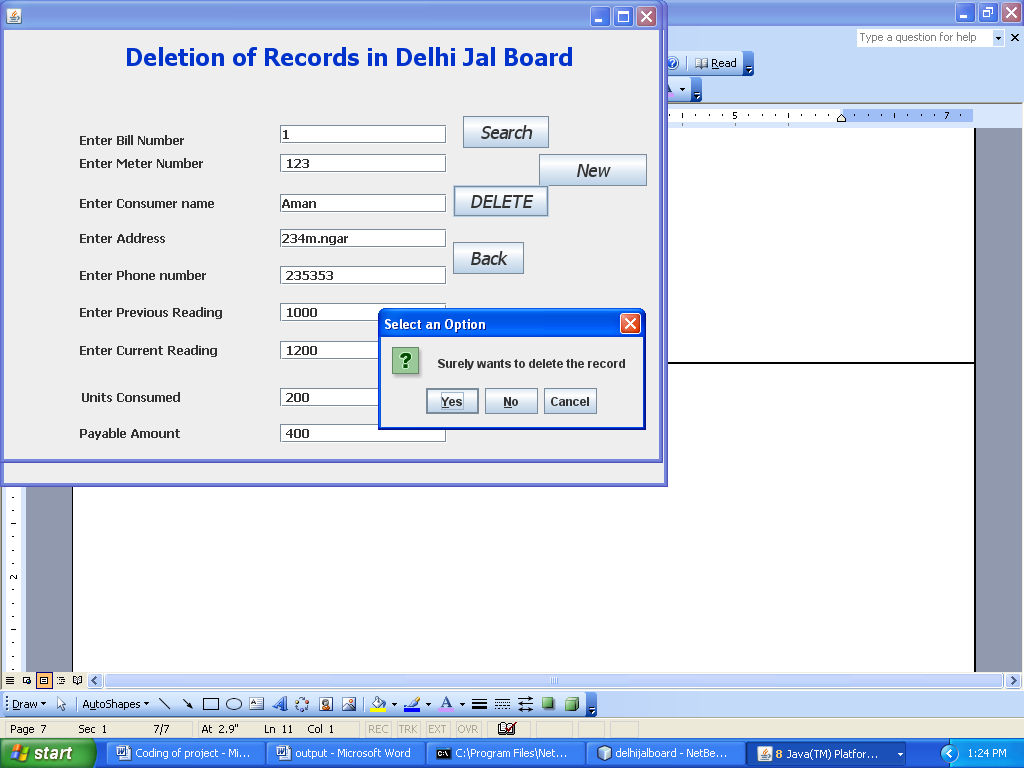 Type a question for help
Read
Deletion of Records in Delhi Jal Board
5
7
Enter Bill Number 1 Search
Enter Meter Number 123 New
Enter Consumer name Aman DELETE
Enter Address 234m.ngar
Back
Enter Phone number 235353
Enter Previous Reading 1000
Select an Option
Enter Current Reading 1200
? Surely wants to delete the record
Units Consumed 200
Yes No Cancel
Payable Amount 400
2
Draw AutoShapes
Page 7 Sec 1 7/7 At 2.9" Ln 11 Col 1 REC TRK EXT OVR
start Coding of project - Mi... output - Microsoft Word C:\Program Files\Net... delhijalboard - NetBe... 8 Java(TM) Platfor... 1:24 PM